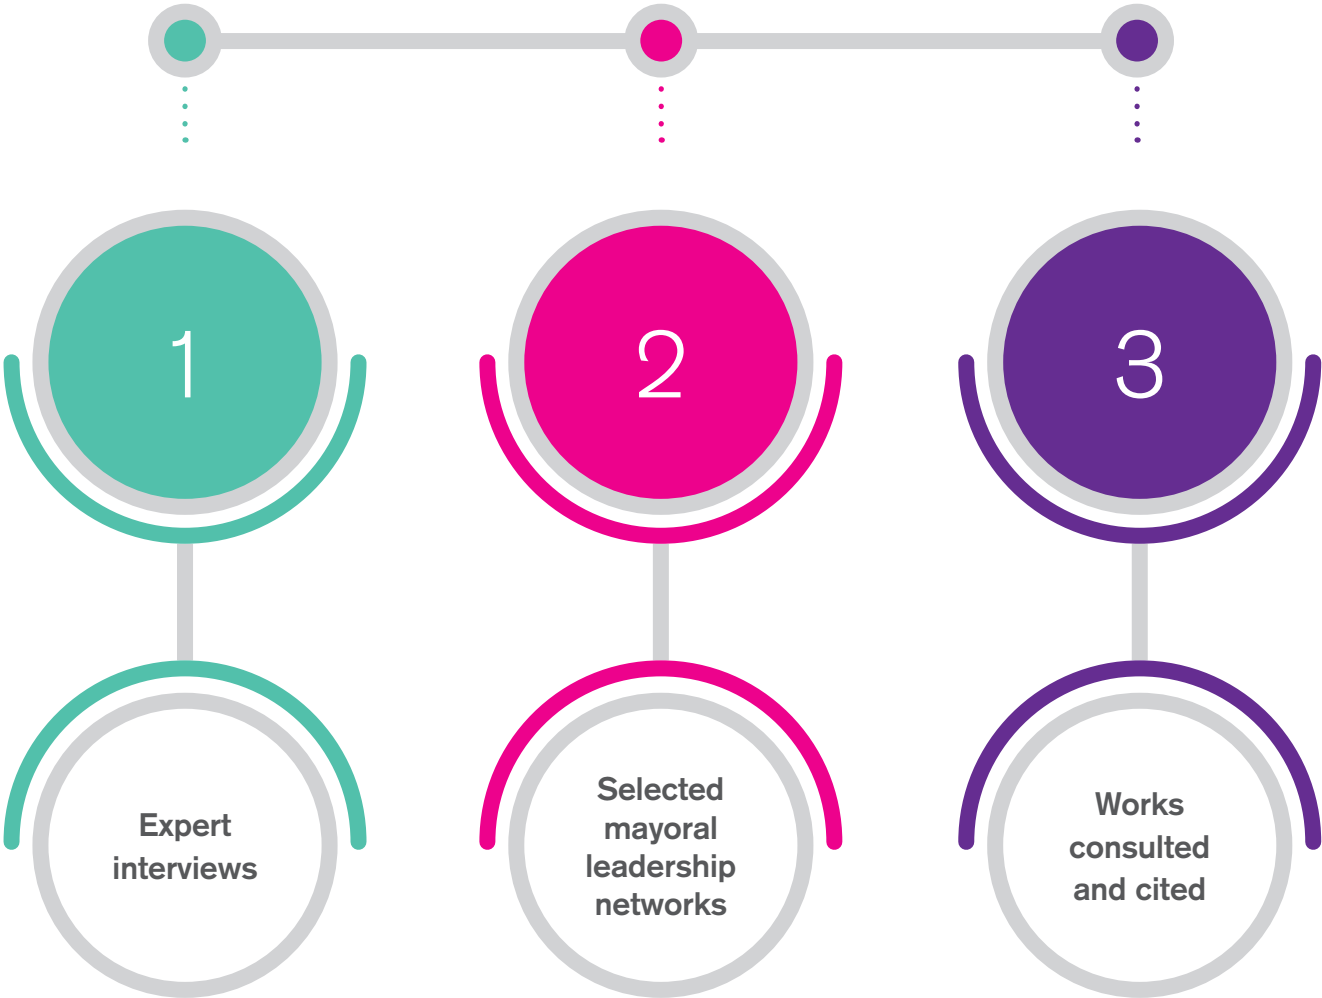 1
2
3
Expert
interviews
Selected
mayoral
leadership
networks
Works
consulted
and cited